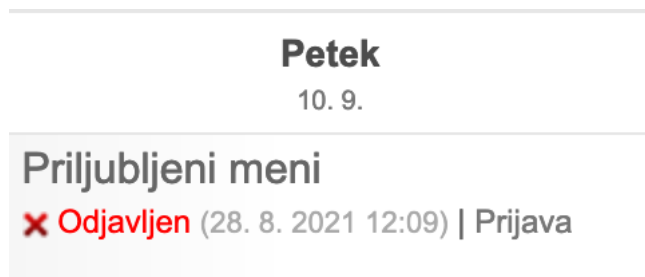 Petek
10. 9.
Priljubljeni meni
Odjavljen (28. 8. 2021 12:09) | Prijava